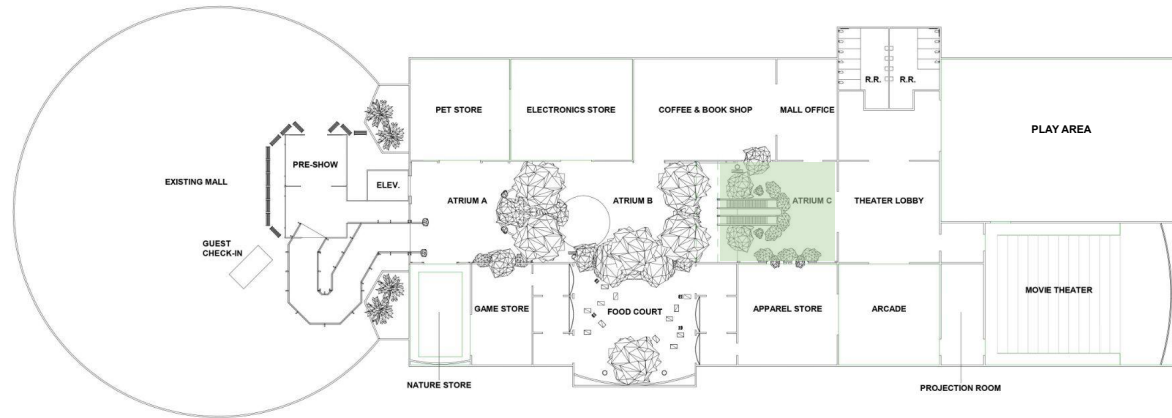 PET STORE
ELECTRONICS STORE
COFFEE & BOOK SHOP
MALL OFFICE
R.R.
R.R.
PLAY AREA
PRE-SHOW
EXISTING MALL
ELEV.
ATRIUM A
ATRIUM B
ATRIUM C
THEATER LOBBY
GUEST
CHECK-IN
GAME STORE
FOOD COURT
APPAREL STORE
ARCADE
MOVIE THEATER
NATURE STORE
PROJECTION ROOM